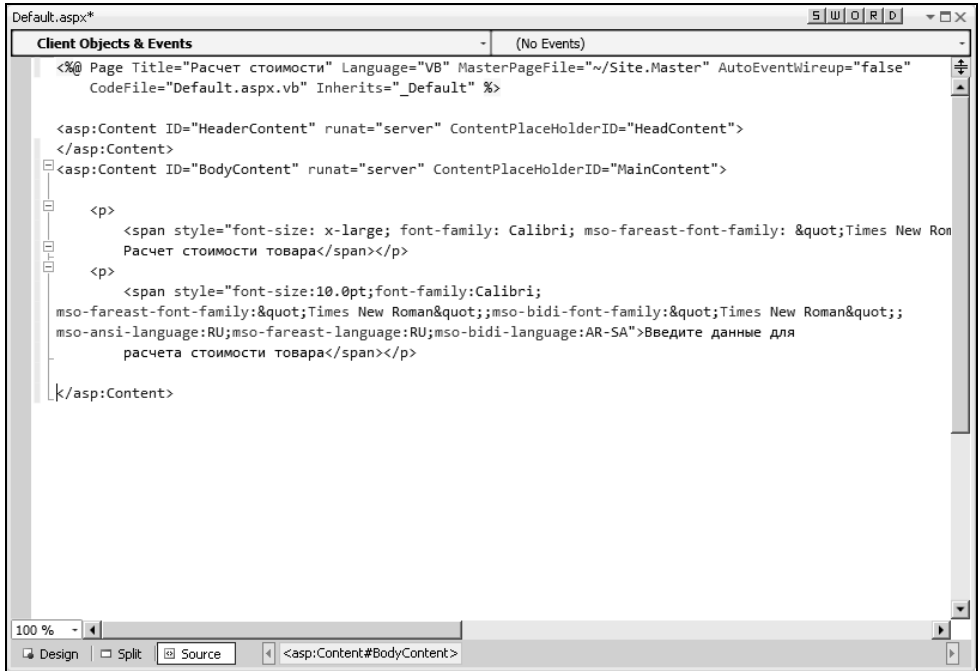 Default.aspx*
S W O R D
Client Objects & Events
(No Events)
<%@ Page Title="Расчет стоимости" Language="VB" MasterPageFile="~/Site.Master" AutoEventWireup="false"
CodeFile="Default.aspx.vb" Inherits="_Default" %>
<asp:Content ID="HeaderContent" runat="server" ContentPlaceHolderID="HeadContent">
</asp:Content>
<asp:Content ID="BodyContent" runat="server" ContentPlaceHolderID="MainContent">
<p>
<span style="font-size: x-large; font-family: Calibri; mso-fareast-font-family: &quot;Times New Rom
Расчет стоимости товара</span></p>
<p>
<span style="font-size:10.0pt;font-family:Calibri;
mso-fareast-font-family:&quot;Times New Roman&quot;;mso-bidi-font-family:&quot;Times New Roman&quot;;
mso-ansi-language:RU;mso-fareast-language:RU;mso-bidi-language:AR-SA">Введите данные для
расчета стоимости товара</span></p>
</asp:Content>
100 %
Design
Split
Source
<asp:Content#BodyContent>